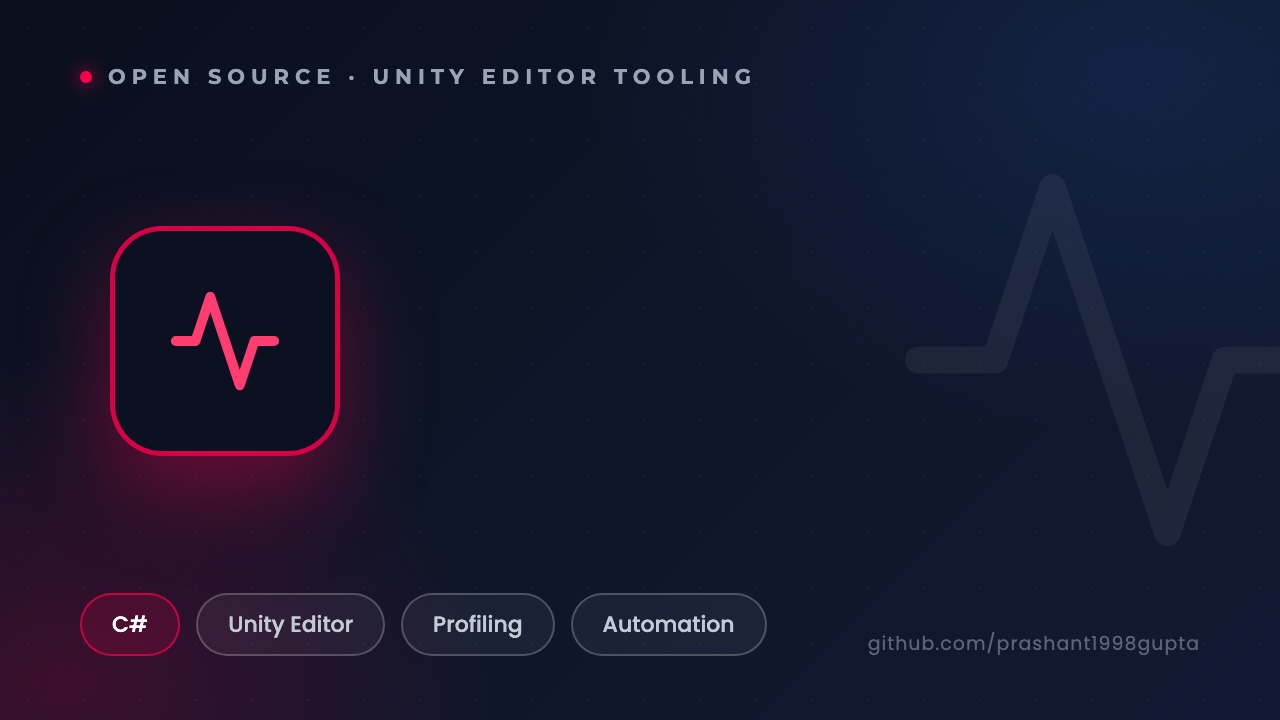 OPEN SOURCE · UNITY EDITOR TOOLING
C#
Unity Editor
Profiling
Automation
github.com/prashant1998gupta